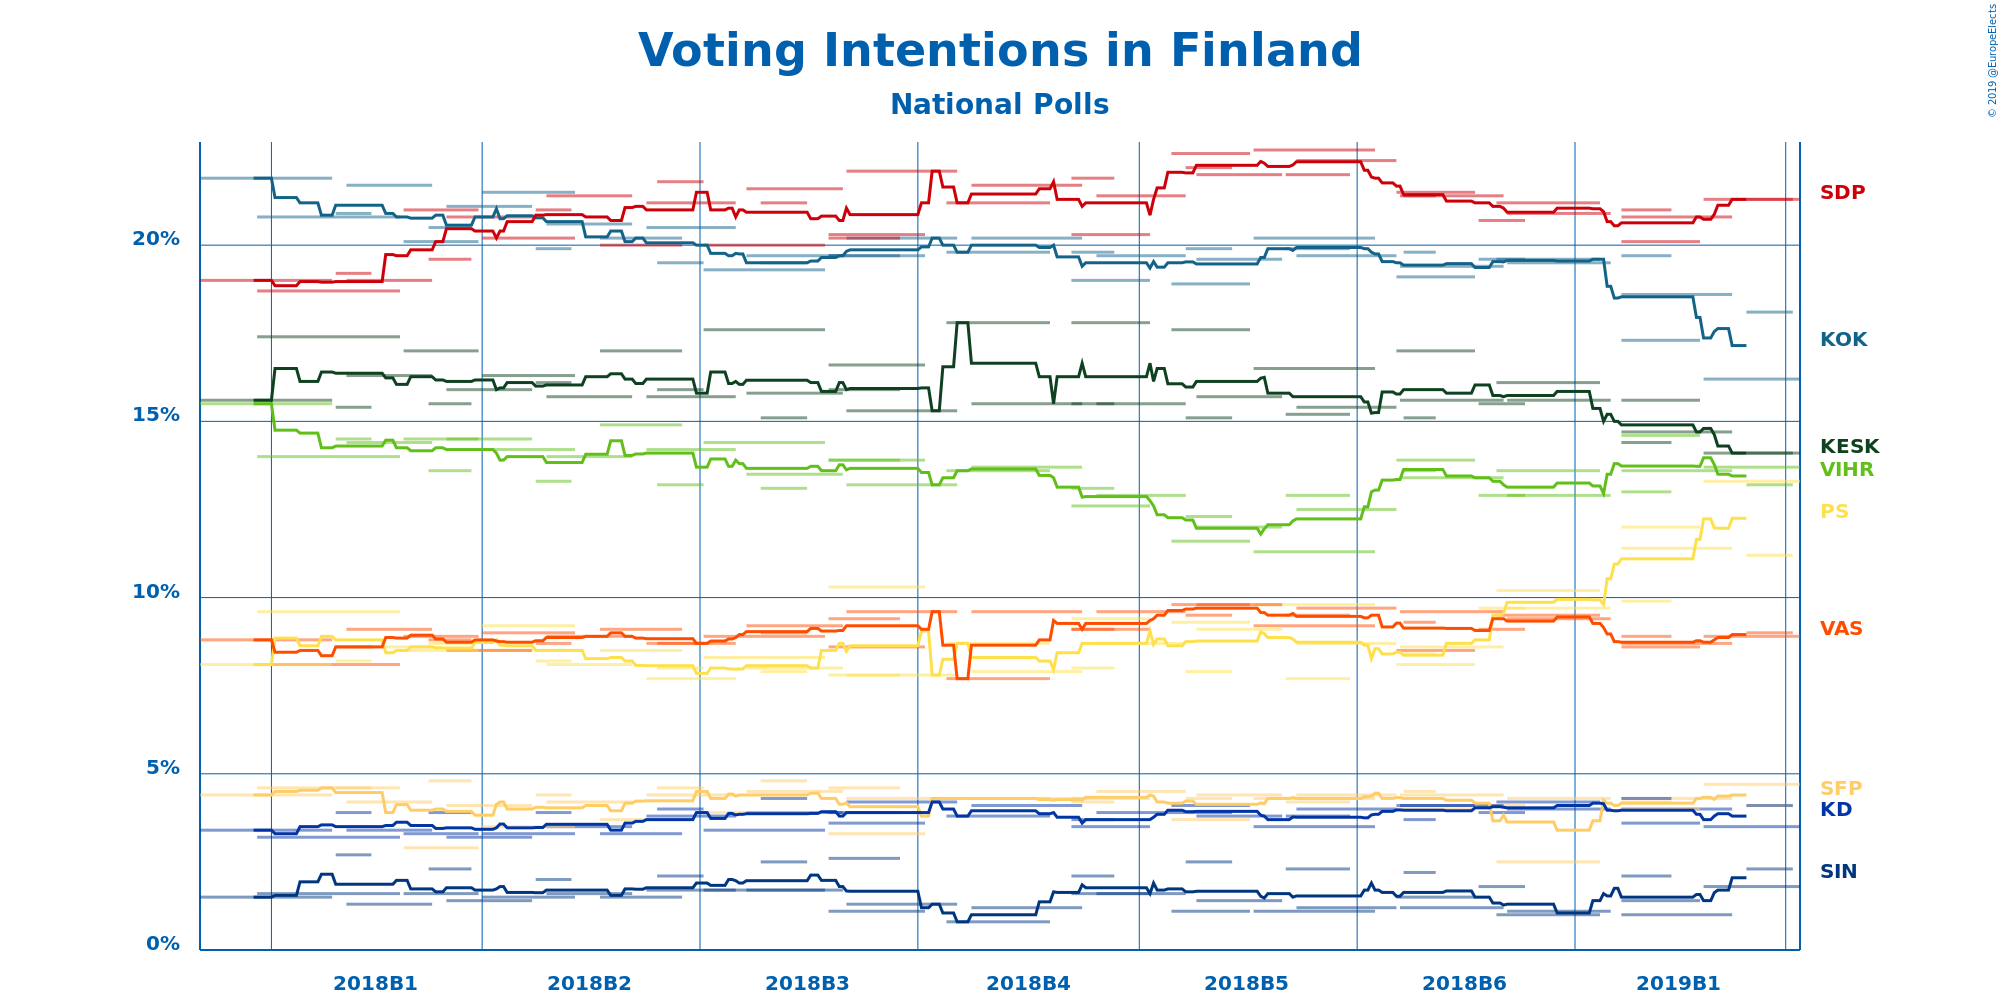 Voting Intentions in Finland
National Polls
© 2019 @EuropeElects
20%
15%
10%
5%
0%
SDP
KOK
KESK
VIHR
PS
VAS
SFP
KD
SIN
2018B1
2018B2
2018B3
2018B4
2018B5
2018B6
2019B1